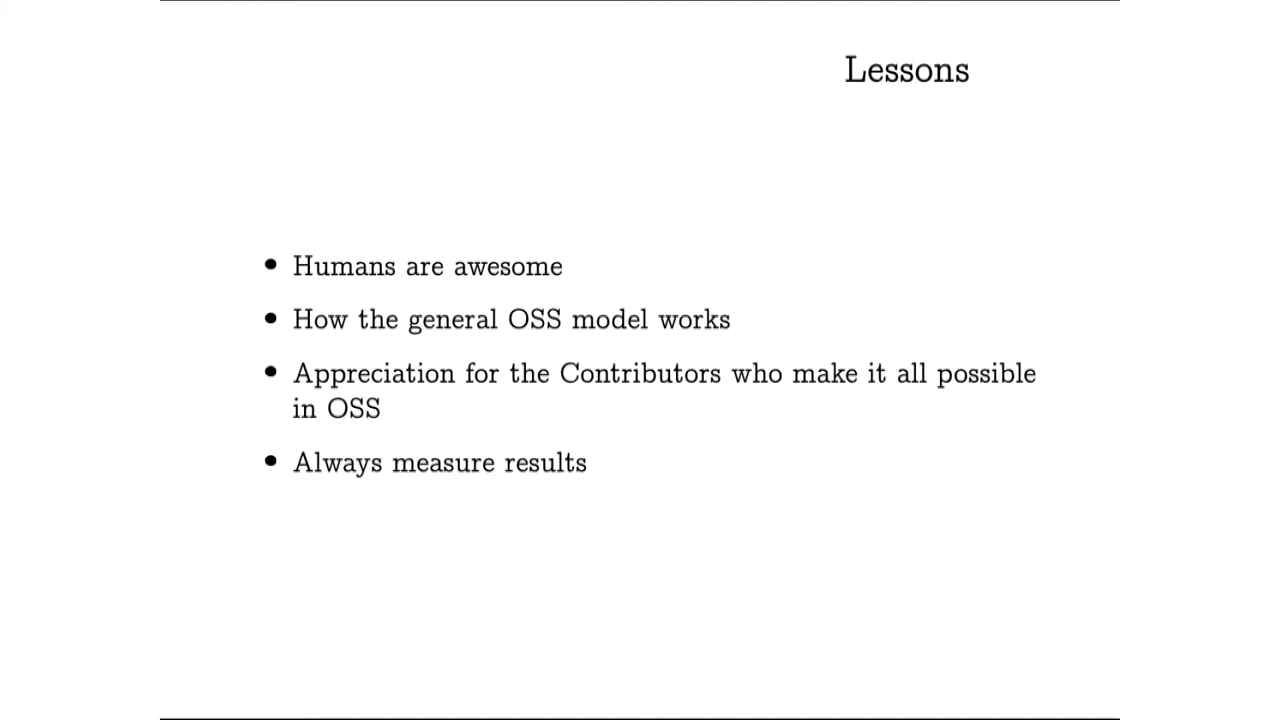 Lessons
• Humans are awesome
• How the general OSS model works
• Appreciation for the Contributors who make it all possible
in OSS
• Always measure results